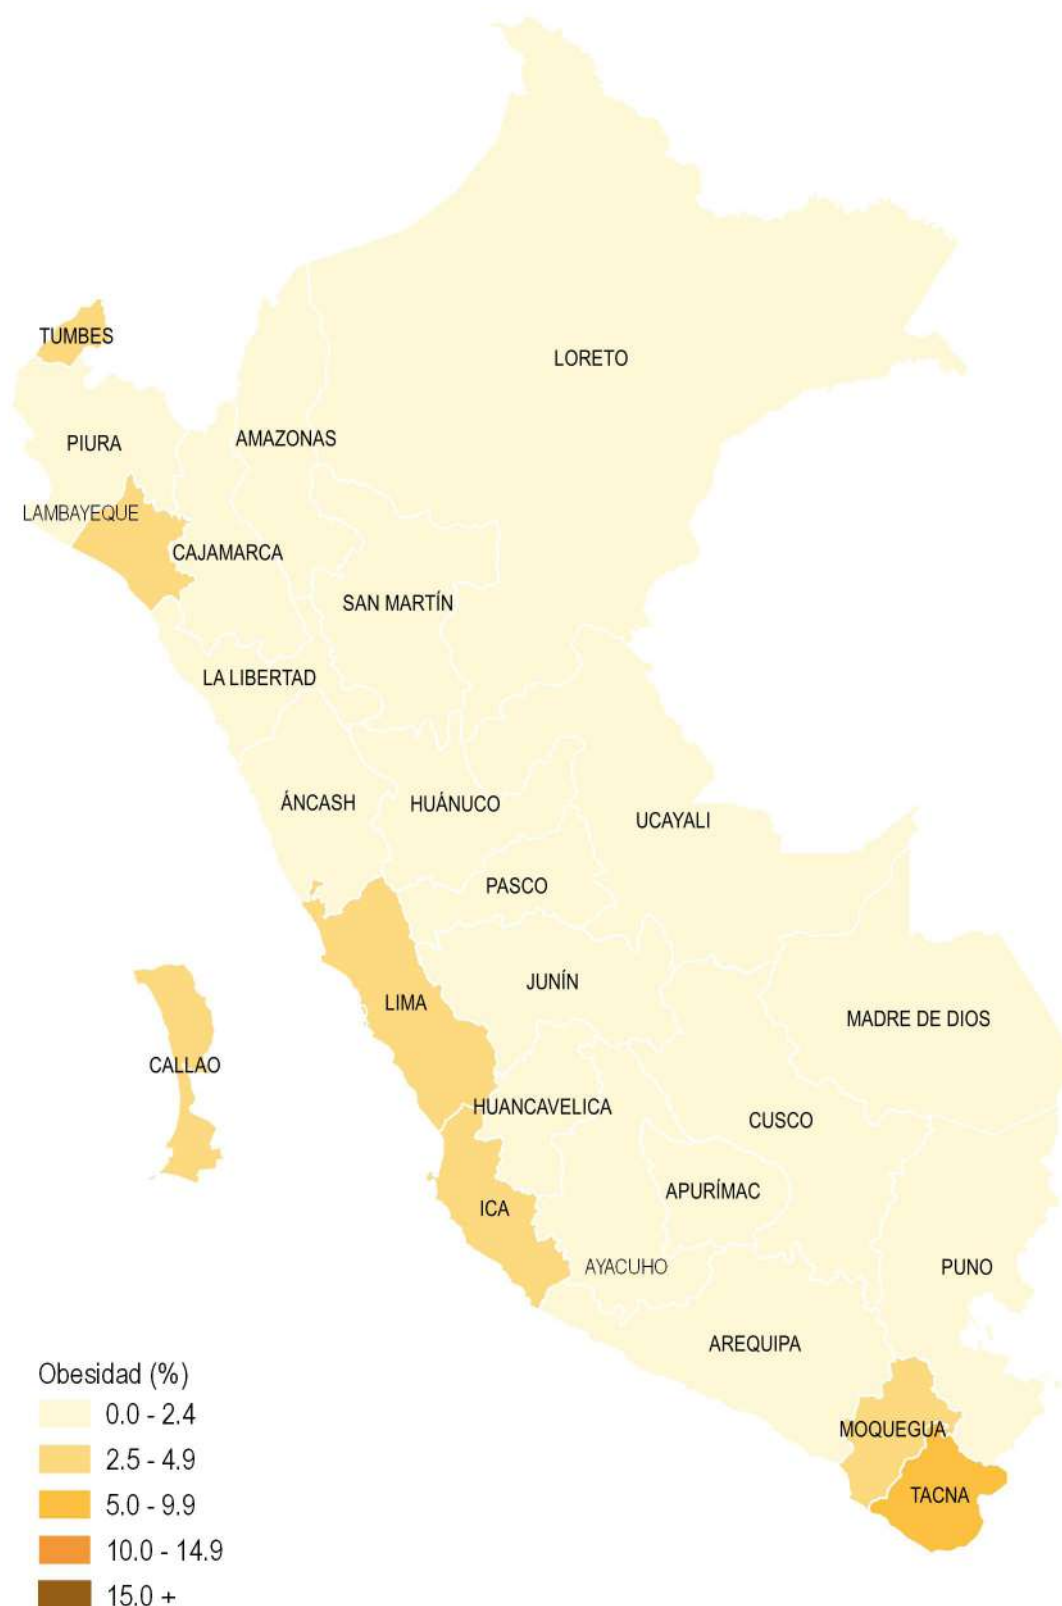 TUMBES
LORETO
PIURA
AMAZONAS
LAMBAYEQUE
CAJAMARCA
SAN MARTÍN
LA LIBERTAD
ÁNCASH
HUÁNUCO
UCAYALI
PASCO
JUNÍN
LIMA
MADRE DE DIOS
CALLAO
HUANCAVELICA
CUSCO
APURÍMAC
ICA
AYACUHO
PUNO
AREQUIPA
MOQUEGUA
TACNA
Obesidad (%)
0.0 - 2.4
2.5 - 4.9
5.0 - 9.9
10.0 - 14.9
15.0 +